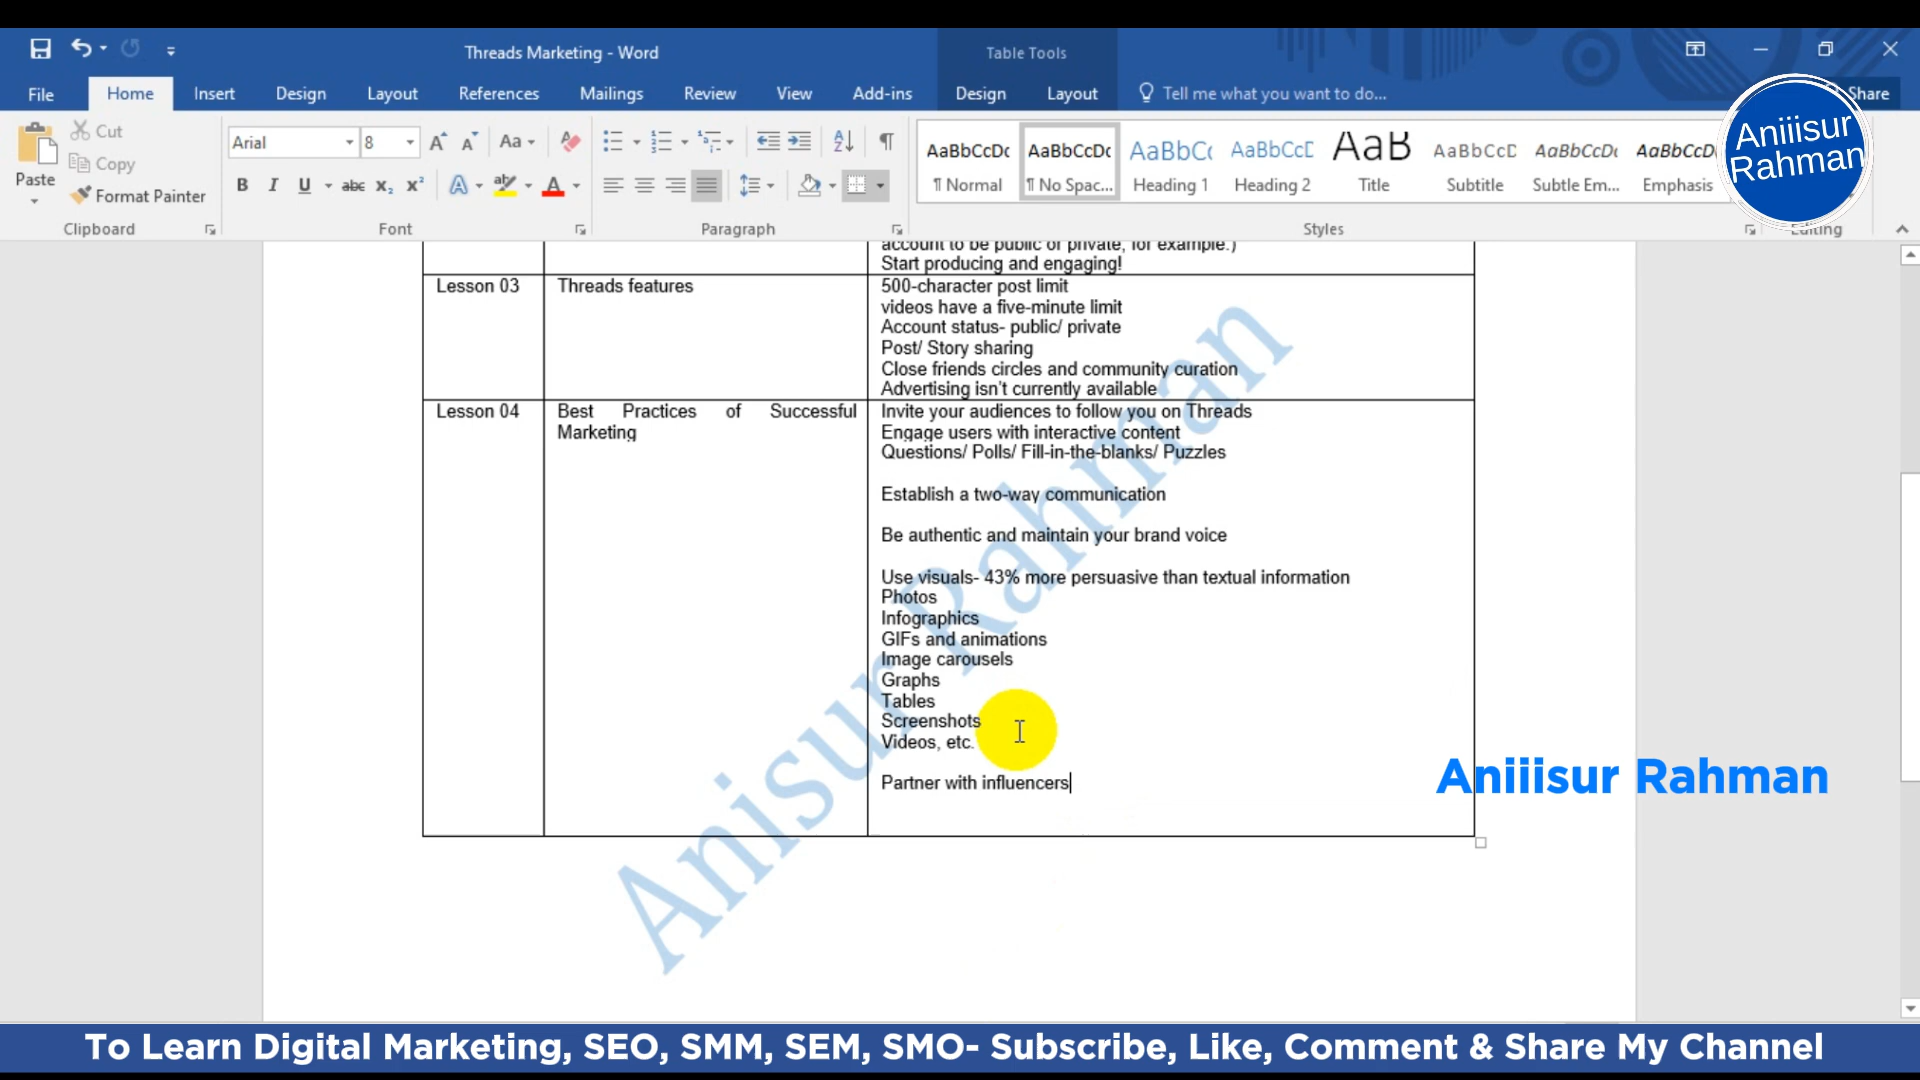 Threads Marketing - Word
Table Tools
File
Home
Insert
Design
Layout
References
Mailings
Review
View
Add-ins
Design
Layout
Tell me what you want to do...
Share
Aniiisur
Rahman
Paste
Cut
Copy
Format Painter
Clipboard
Arial
8
Font
Paragraph
AaBbCcDc
¶ Normal
AaBbCcDc
¶ No Spac...
AaBbC
Heading 1
AaBbCcC
Heading 2
AaB
Title
AaBbCcD
Subtitle
AaBbCcDc
Subtle Em...
AaBbCcD
Emphasis
Styles
Editing
account to be public or private, for example.)
Start producing and engaging!
Lesson 03
Threads features
500-character post limit
videos have a five-minute limit
Account status- public/ private
Post/ Story sharing
Close friends circles and community curation
Advertising isn't currently available
Lesson 04
Best Practices of Successful
Marketing
Invite your audiences to follow you on Threads
Engage users with interactive content
Questions/ Polls/ Fill-in-the-blanks/ Puzzles
Establish a two-way communication
Be authentic and maintain your brand voice
Use visuals- 43% more persuasive than textual information
Photos
Infographics
GIFs and animations
Image carousels
Graphs
Tables
Screenshots
Videos, etc.
Partner with influencers
Anisur Rahman
Aniiisur Rahman
To Learn Digital Marketing, SEO, SMM, SEM, SMO- Subscribe, Like, Comment & Share My Channel